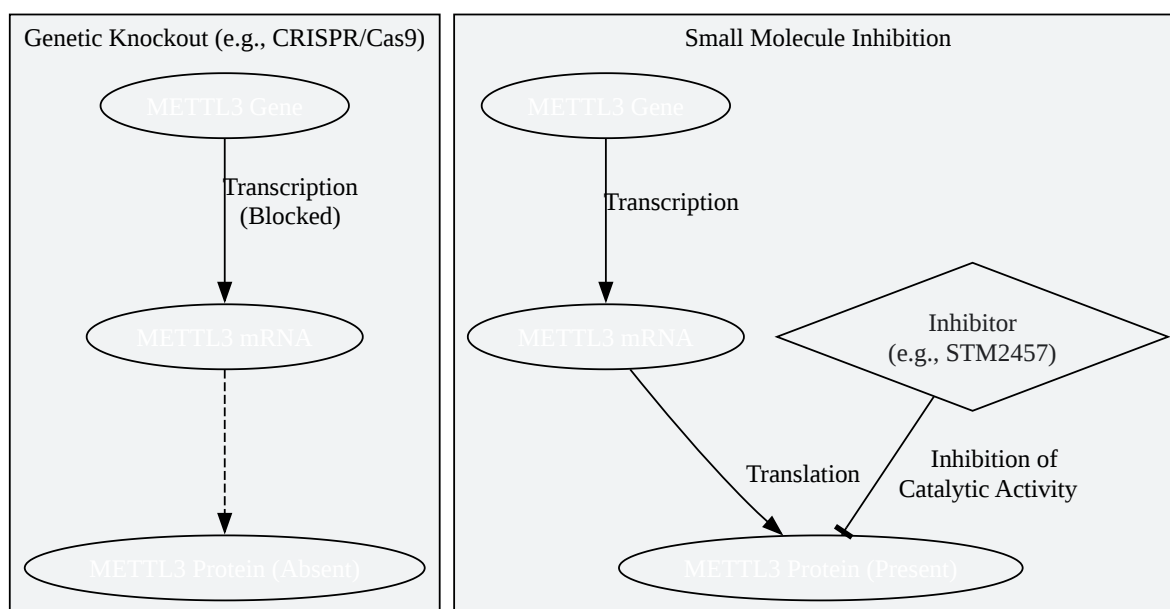 Genetic Knockout (e.g., CRISPR/Cas9)
METTL3 Gene
Transcription
(Blocked)
METTL3 mRNA
METTL3 Protein (Absent)
Small Molecule Inhibition
METTL3 Gene
Transcription
METTL3 mRNA
Inhibitor
(e.g., STM2457)
Translation
Inhibition of
Catalytic Activity
METTL3 Protein (Present)